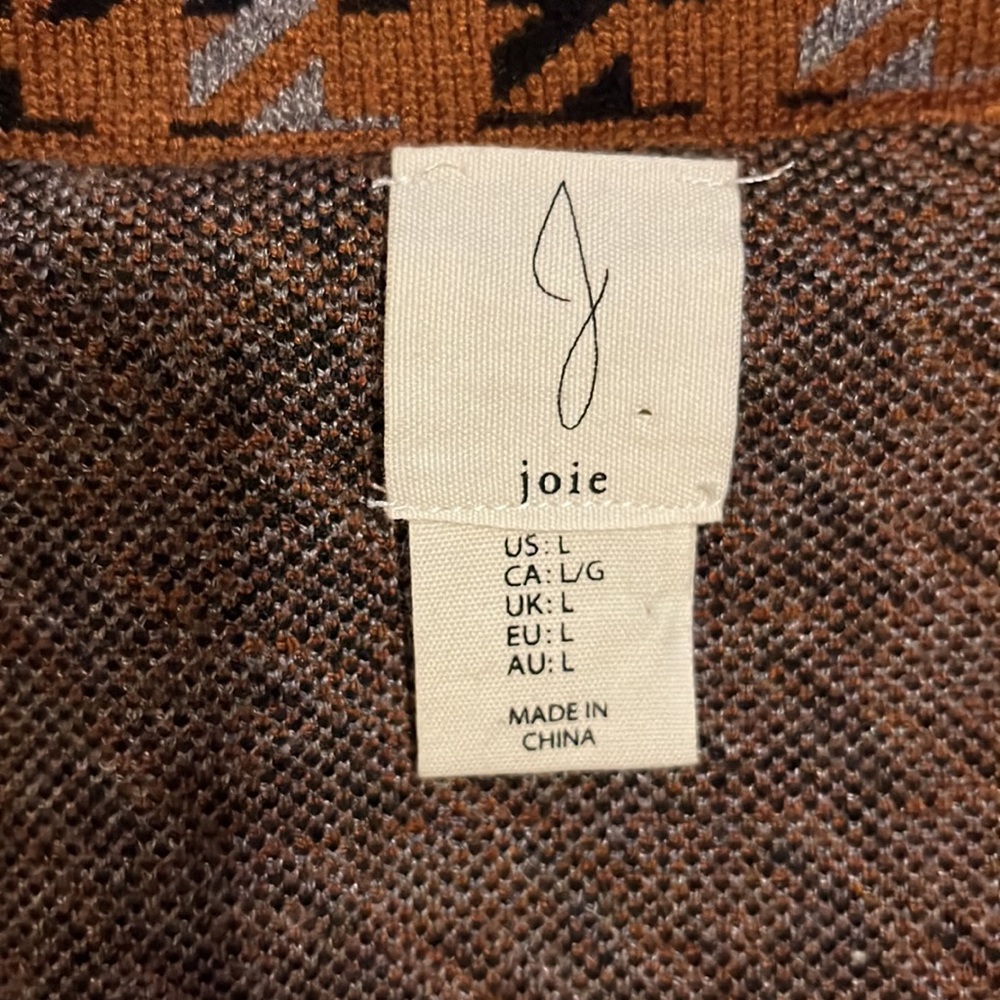 J
joie
US: L
CA: L/G
UK: L
EU: L
AU: L
MADE IN
CHINA